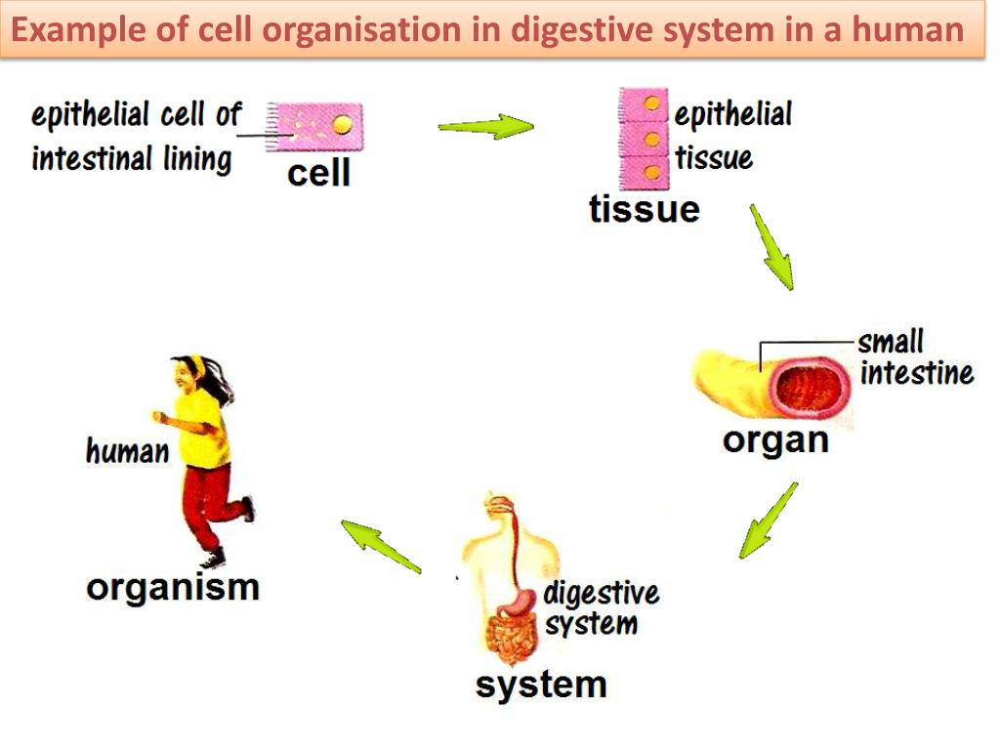 Example of cell organisation in digestive system in a human
epithelial cell of
intestinal lining
cell
epithelial
tissue
tissue
small
intestine
organ
digestive
system
system
human
organism